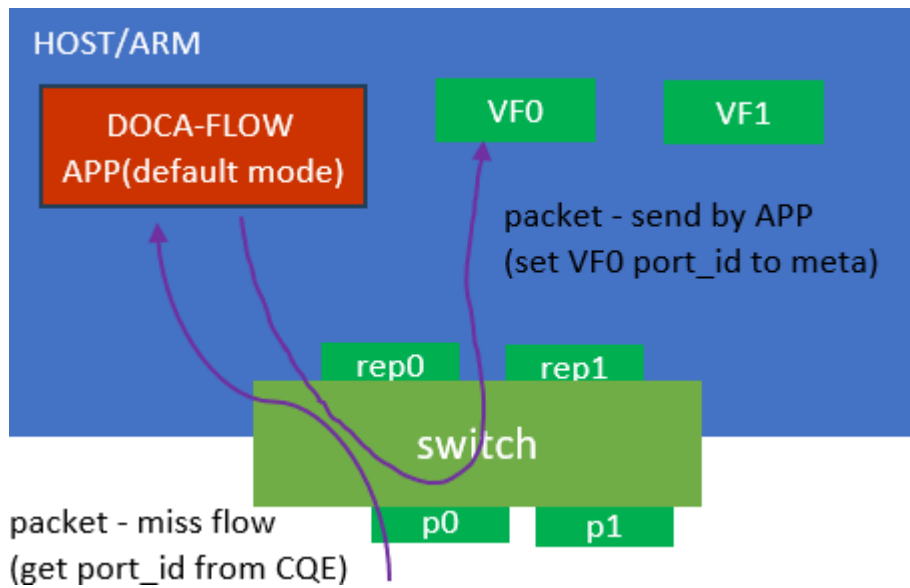 HOST/ARM
DOCA-FLOW
APP(default mode)
VF0
VF1
packet - send by APP
(set VF0 port_id to meta)
rep0
rep1
switch
p0
p1
packet - miss flow
(get port_id from CQE)